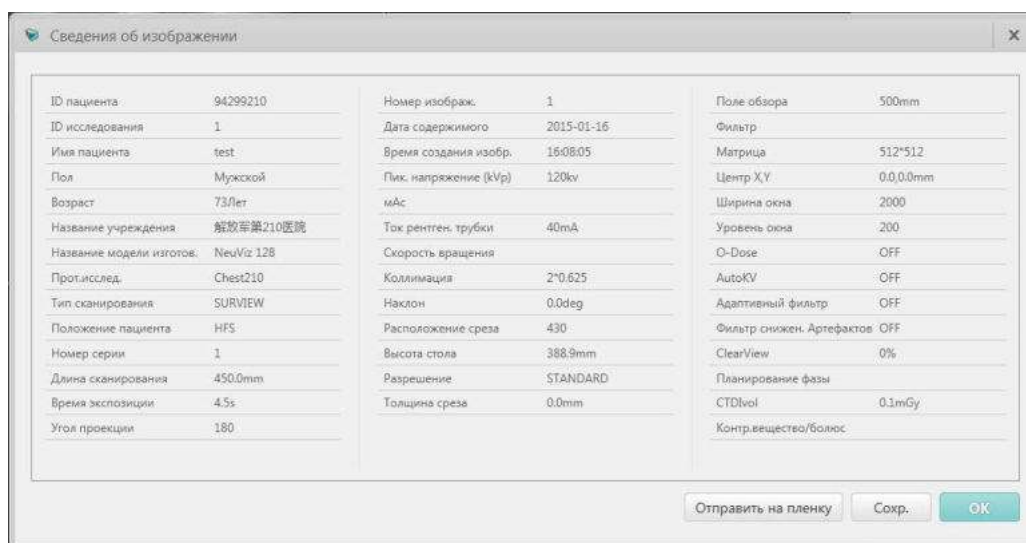 Сведения об изображении
ID пациента 94299210
ID исследования 1
Имя пациента test
Пол Мужской
Возраст 73Лет
Название учреждения 解放军第210医院
Название модели изготов. NeuViz 128
Прот.исслед. Chest210
Тип сканирования SURVIEW
Положение пациента HFS
Номер серии 1
Длина сканирования 450.0mm
Время экспозиции 4.5s
Угол проекции 180
Номер изображ. 1
Дата содержимого 2015-01-16
Время создания изобр. 16:08:05
Пик. напряжение (kVp) 120kv
мАс
Ток рентген. трубки 40mA
Скорость вращения
Коллимация 2*0.625
Наклон 0.0deg
Расположение среза 430
Высота стола 388.9mm
Разрешение STANDARD
Толщина среза 0.0mm
Поле обзора 500mm
Фильтр
Матрица 512*512
Центр X,Y 0.0,0.0mm
Ширина окна 2000
Уровень окна 200
O-Dose OFF
AutoKV OFF
Адаптивный фильтр OFF
Фильтр снижен. Артефактов OFF
ClearView 0%
Планирование фазы
CTDIvol 0.1mGy
Контр.вещество/болюс
Отправить на пленку Сохр. OK